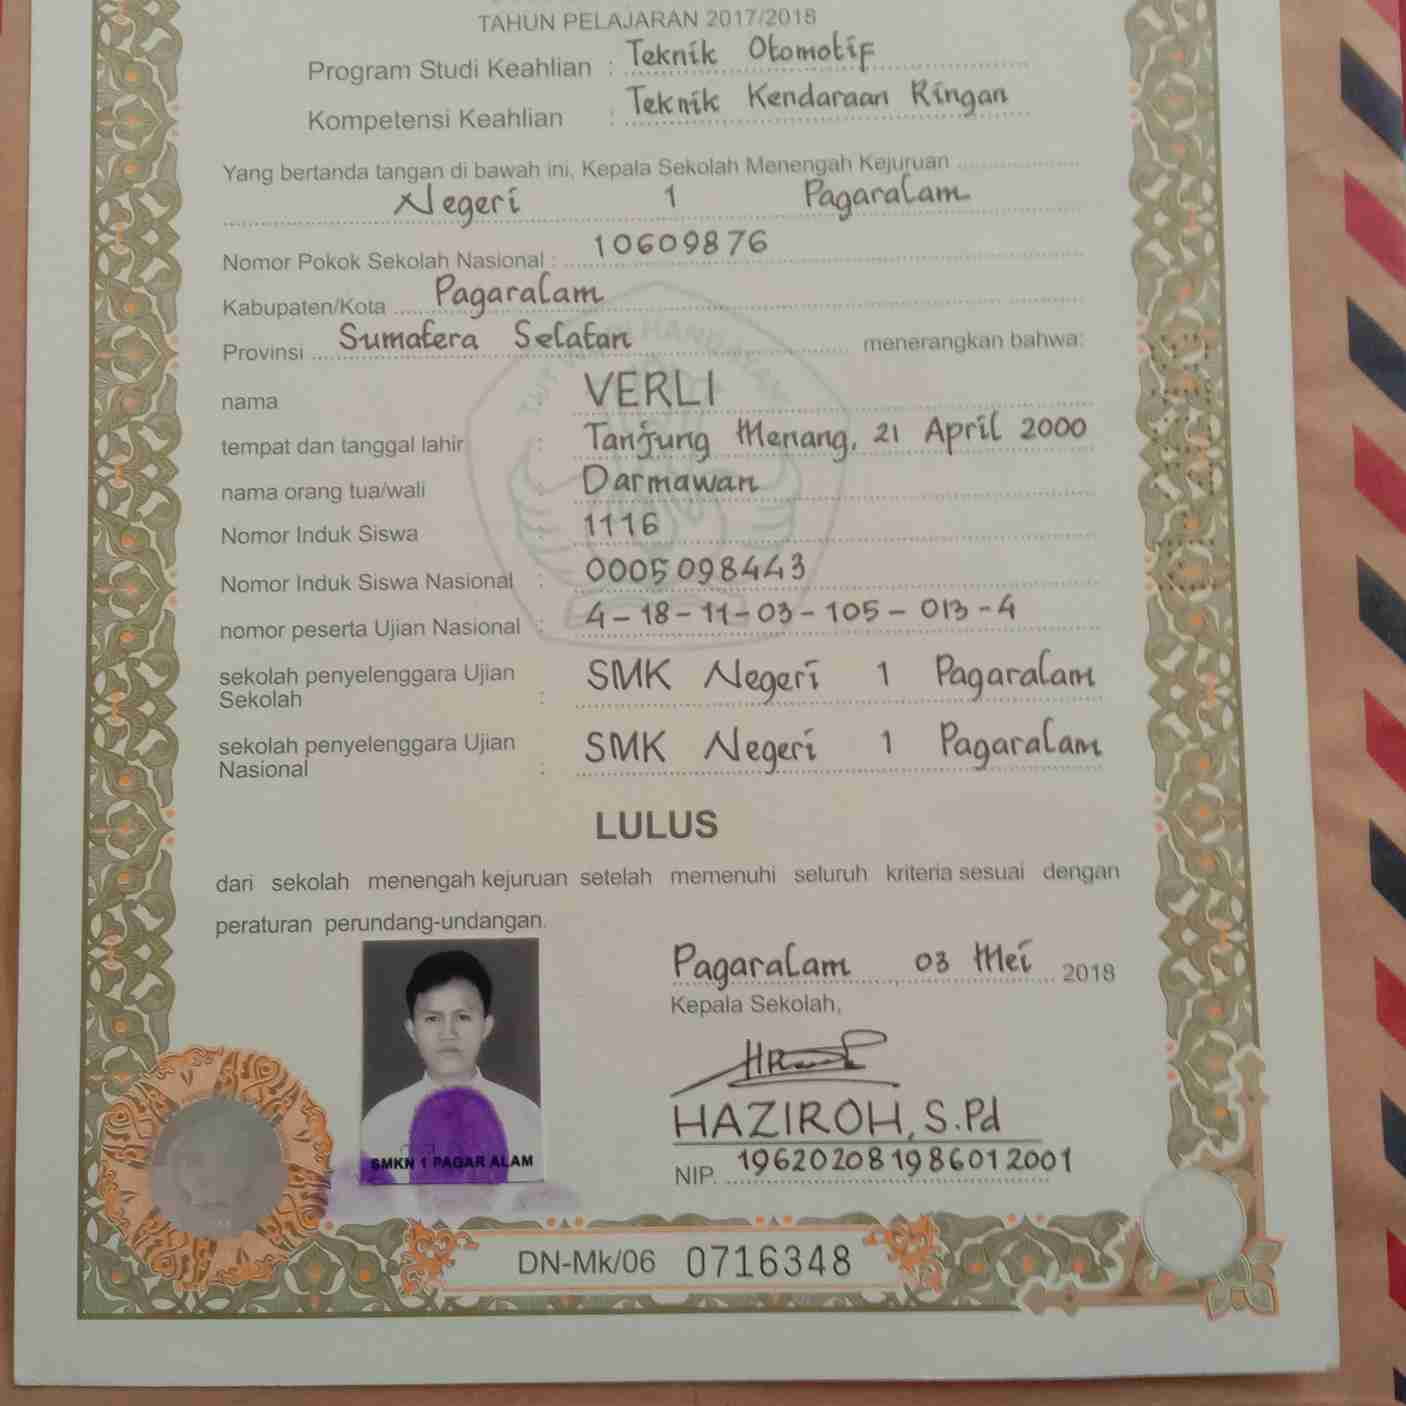 TAHUN PELAJARAN 2017/2018
Program Studi Keahlian : Teknik Otomotif
Kompetensi Keahlian : Teknik Kendaraan Ringan
Yang bertanda tangan di bawah ini, Kepala Sekolah Menengah Kejuruan
Negeri 1 Pagaralam
Nomor Pokok Sekolah Nasional : 10609876
Kabupaten/Kota Pagaralam
Provinsi Sumatera Selatan menerangkan bahwa:
nama : VERLI
tempat dan tanggal lahir : Tanjung Menang, 21 April 2000
nama orang tua/wali : Darmawan
Nomor Induk Siswa : 1116
Nomor Induk Siswa Nasional : 0005098443
nomor peserta Ujian Nasional : 4-18-11-03-105-013-4
sekolah penyelenggara Ujian
Sekolah : SMK Negeri 1 Pagaralam
sekolah penyelenggara Ujian
Nasional : SMK Negeri 1 Pagaralam
LULUS
dari sekolah menengah kejuruan setelah memenuhi seluruh kriteria sesuai dengan
peraturan perundang-undangan.
Pagaralam, 03 Mei 2018
Kepala Sekolah,
HAZIROH, S.Pd
NIP. 196202081986012001
SMKN 1 PAGAR ALAM
DN-Mk/06 0716348